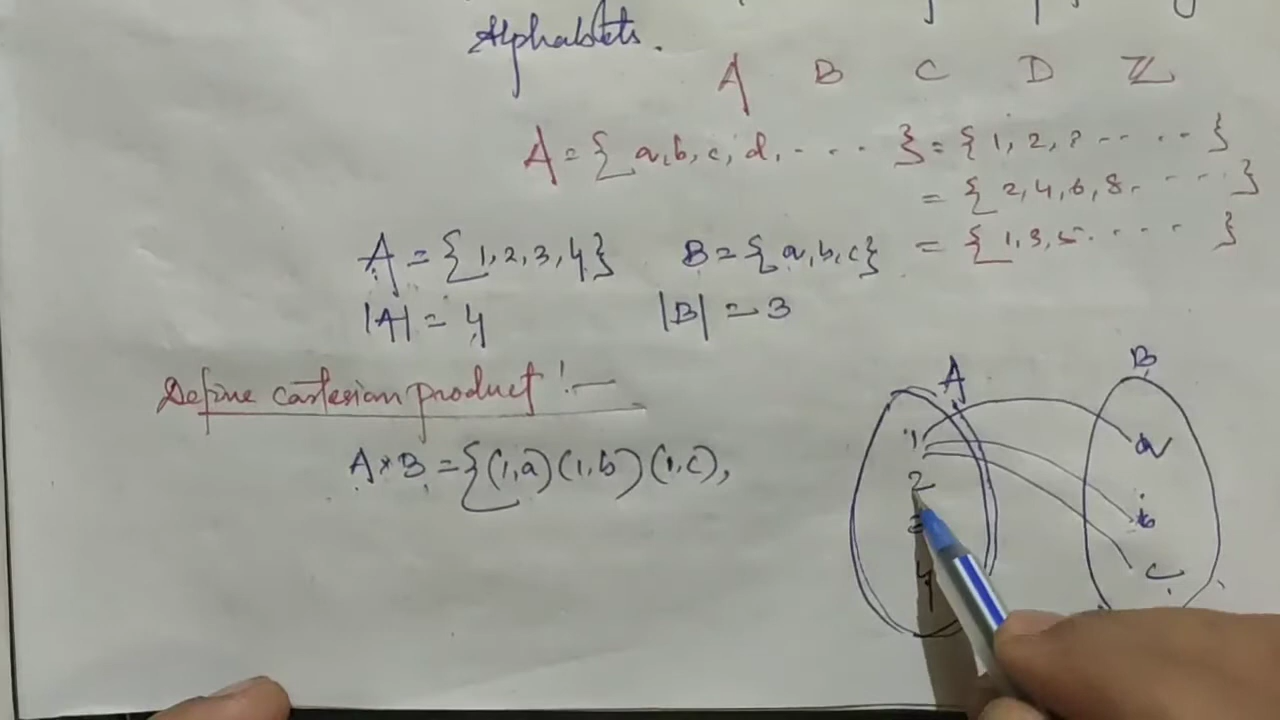 Alphabets.
A B C D Z
A = { a, b, c, d, . . . . } = { 1, 2, 3 . . . . . }
= { 2, 4, 6, 8, . . . . . }
= { 1, 3, 5 . . . . . }
A = {1, 2, 3, 4} B = {a, b, c}
|A| = 4 |B| = 3
Define cartesian product :—
A × B = {(1,a) (1,b) (1,c),
A B
1 a
2 b
3 c
4